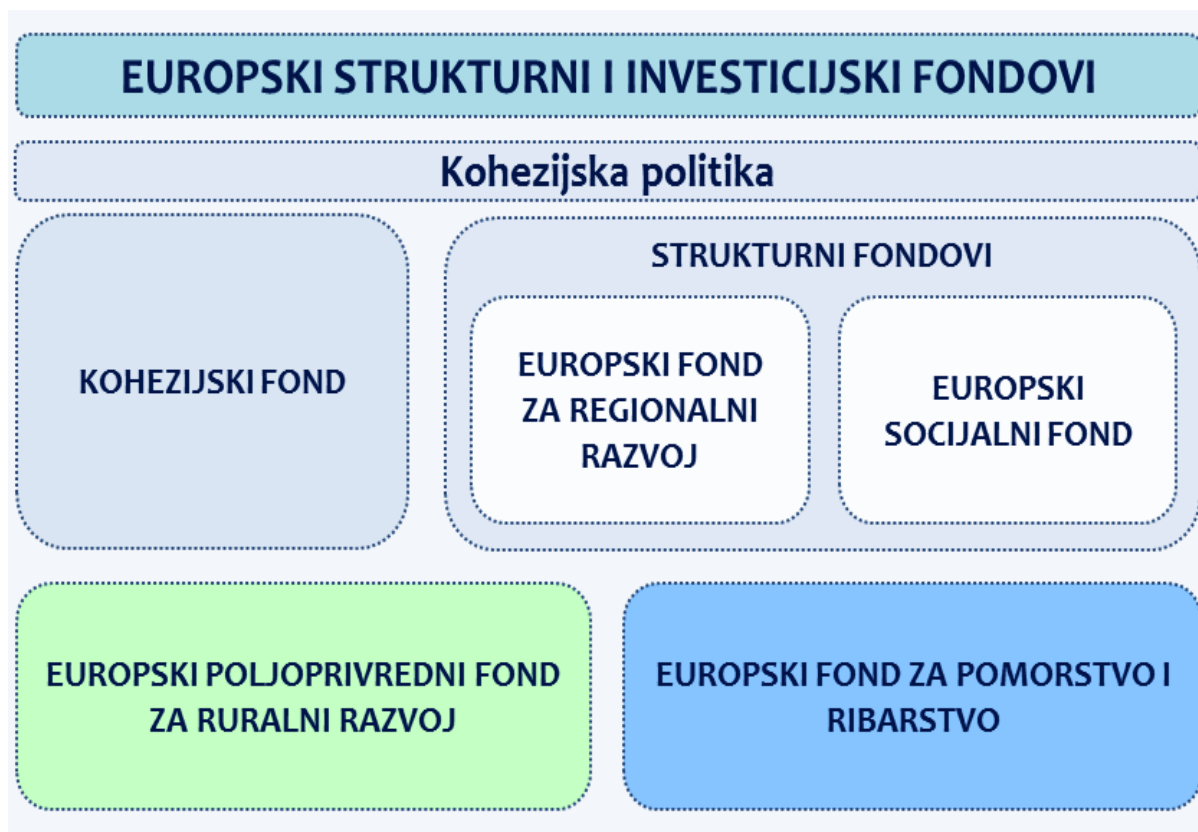 EUROPSKI STRUKTURNI I INVESTICIJSKI FONDOVI
Kohezijska politika
KOHEZIJSKI FOND
STRUKTURNI FONDOVI
EUROPSKI FOND
ZA REGIONALNI
RAZVOJ
EUROPSKI
SOCIJALNI FOND
EUROPSKI POLJOPRIVREDNI FOND
ZA RURALNI RAZVOJ
EUROPSKI FOND ZA POMORSTVO I
RIBARSTVO